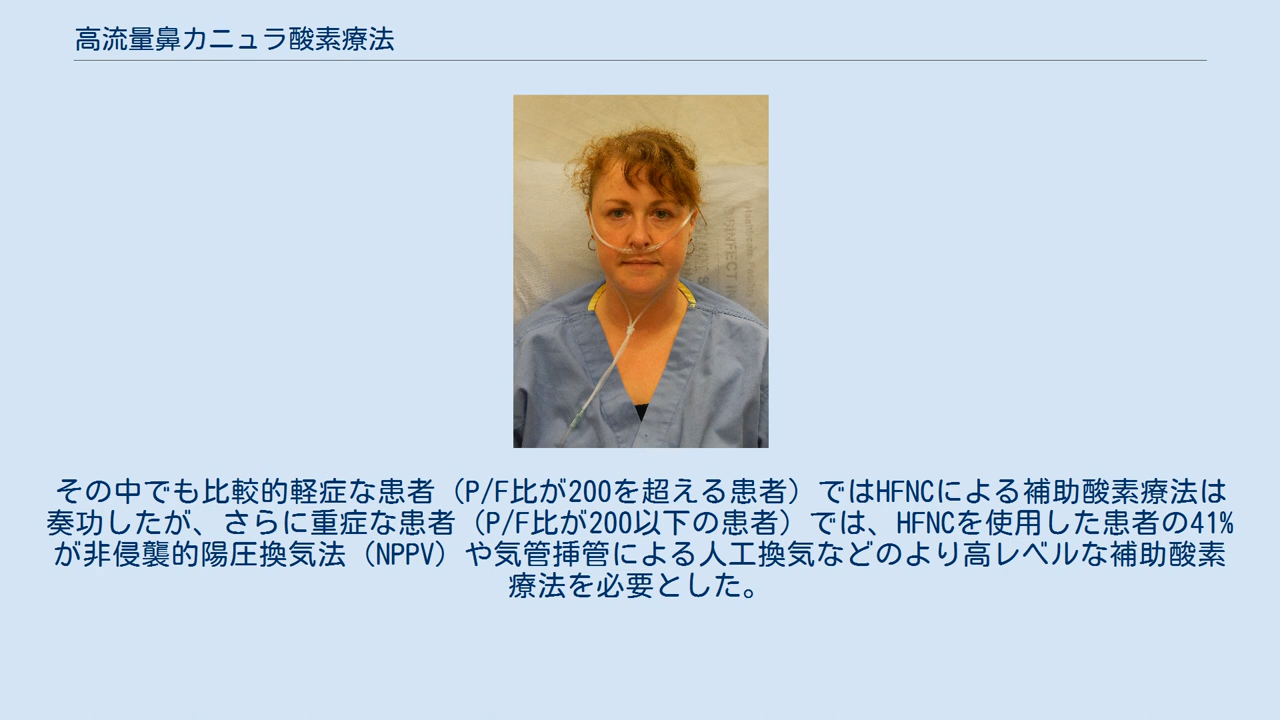 高流量鼻カニュラ酸素療法
その中でも比較的軽症な患者（P/F比が200を超える患者）ではHFNCによる補助酸素療法は
奏功したが、さらに重症な患者（P/F比が200以下の患者）では、HFNCを使用した患者の41%
が非侵襲的陽圧換気法（NPPV）や気管挿管による人工換気などのより高レベルな補助酸素
療法を必要とした。